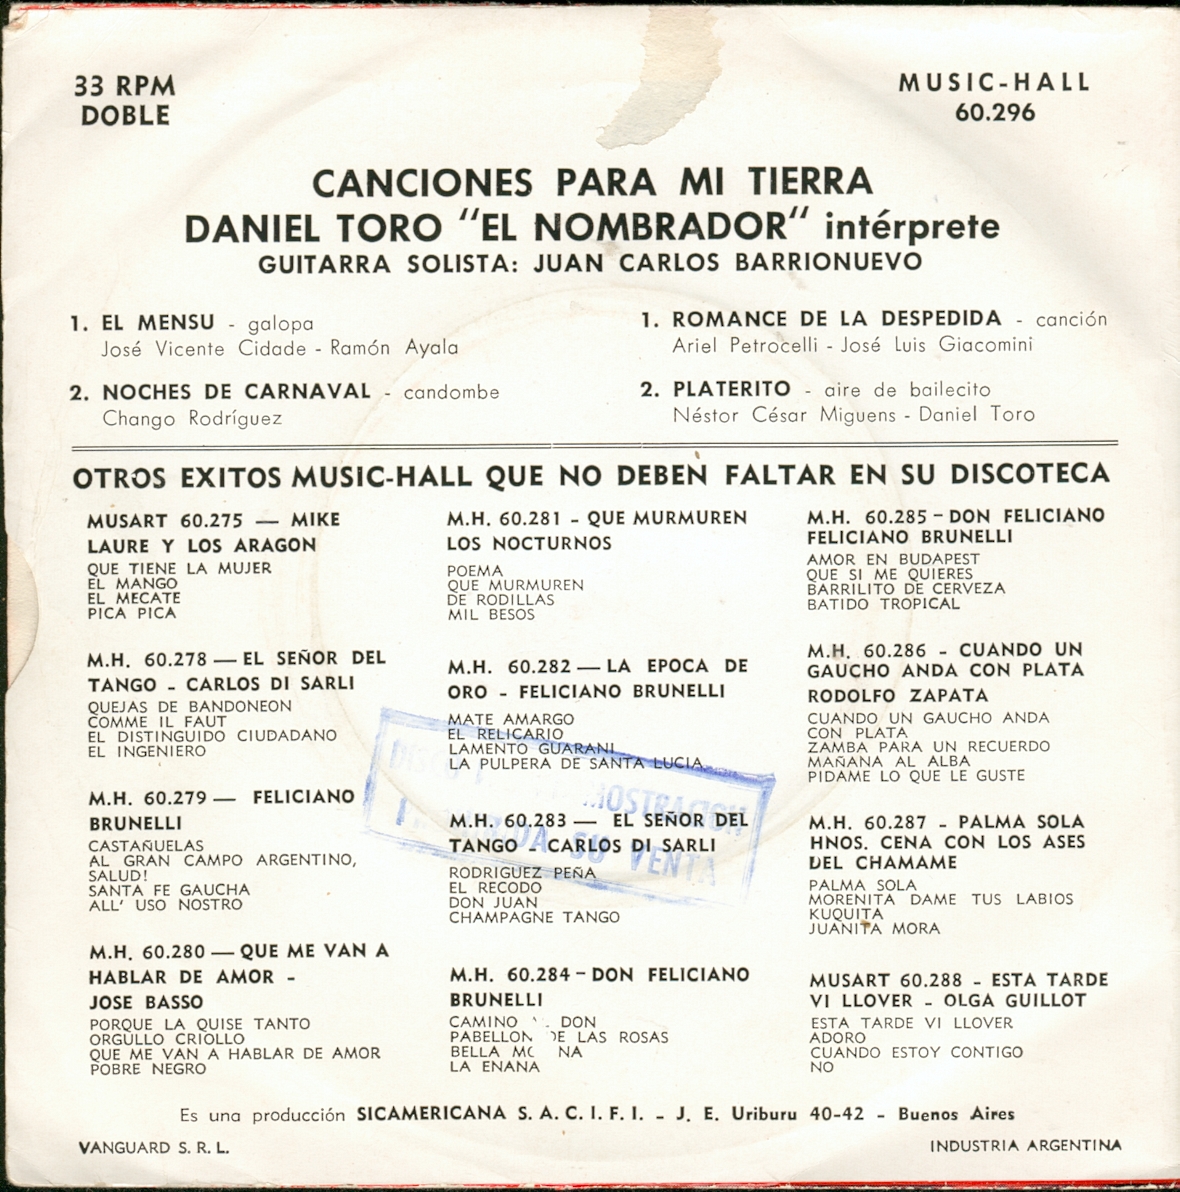 33 RPM
DOBLE
MUSIC-HALL
60.296
CANCIONES PARA MI TIERRA
DANIEL TORO "EL NOMBRADOR" intérprete
GUITARRA SOLISTA: JUAN CARLOS BARRIONUEVO
1. EL MENSU - galopa
José Vicente Cidade - Ramón Ayala
2. NOCHES DE CARNAVAL - candombe
Chango Rodríguez
1. ROMANCE DE LA DESPEDIDA - canción
Ariel Petrocelli - José Luis Giacomini
2. PLATERITO - aire de bailecito
Néstor César Miguens - Daniel Toro
OTROS EXITOS MUSIC-HALL QUE NO DEBEN FALTAR EN SU DISCOTECA
MUSART 60.275 — MIKE
LAURE Y LOS ARAGON
QUE TIENE LA MUJER
EL MANGO
EL MECATE
PICA PICA
M.H. 60.278 — EL SEÑOR DEL
TANGO - CARLOS DI SARLI
QUEJAS DE BANDONEON
COMME IL FAUT
EL DISTINGUIDO CIUDADANO
EL INGENIERO
M.H. 60.279 — FELICIANO
BRUNELLI
CASTAÑUELAS
AL GRAN CAMPO ARGENTINO,
SALUD!
SANTA FE GAUCHA
ALL' USO NOSTRO
M.H. 60.280 — QUE ME VAN A
HABLAR DE AMOR -
JOSE BASSO
PORQUE LA QUISE TANTO
ORGULLO CRIOLLO
QUE ME VAN A HABLAR DE AMOR
POBRE NEGRO
M.H. 60.281 - QUE MURMUREN
LOS NOCTURNOS
POEMA
QUE MURMUREN
DE RODILLAS
MIL BESOS
M.H. 60.282 — LA EPOCA DE
ORO - FELICIANO BRUNELLI
MATE AMARGO
EL RELICARIO
LAMENTO GUARANI
LA PULPERA DE SANTA LUCIA
M.H. 60.283 — EL SEÑOR DEL
TANGO - CARLOS DI SARLI
RODRIGUEZ PEÑA
EL RECODO
DON JUAN
CHAMPAGNE TANGO
M.H. 60.284 - DON FELICIANO
BRUNELLI
CAMINO DON
PABELLON DE LAS ROSAS
BELLA
LA ENANA
M.H. 60.285 - DON FELICIANO
FELICIANO BRUNELLI
AMOR EN BUDAPEST
QUE SI ME QUIERES
BARRILITO DE CERVEZA
BATIDO TROPICAL
M.H. 60.286 - CUANDO UN
GAUCHO ANDA CON PLATA
RODOLFO ZAPATA
CUANDO UN GAUCHO ANDA
CON PLATA
ZAMBA PARA UN RECUERDO
MAÑANA AL ALBA
PIDAME LO QUE LE GUSTE
M.H. 60.287 - PALMA SOLA
HNOS. CENA CON LOS ASES
DEL CHAMAME
PALMA SOLA
MORENITA DAME TUS LABIOS
KUQUITA
JUANITA MORA
MUSART 60.288 - ESTA TARDE
VI LLOVER - OLGA GUILLOT
ESTA TARDE VI LLOVER
ADORO
CUANDO ESTOY CONTIGO
NO
DISCO
SU VENTA
Es una producción SICAMERICANA S. A. C. I. F. I. - J. E. Uriburu 40-42 - Buenos Aires
VANGUARD S. R. L.
INDUSTRIA ARGENTINA